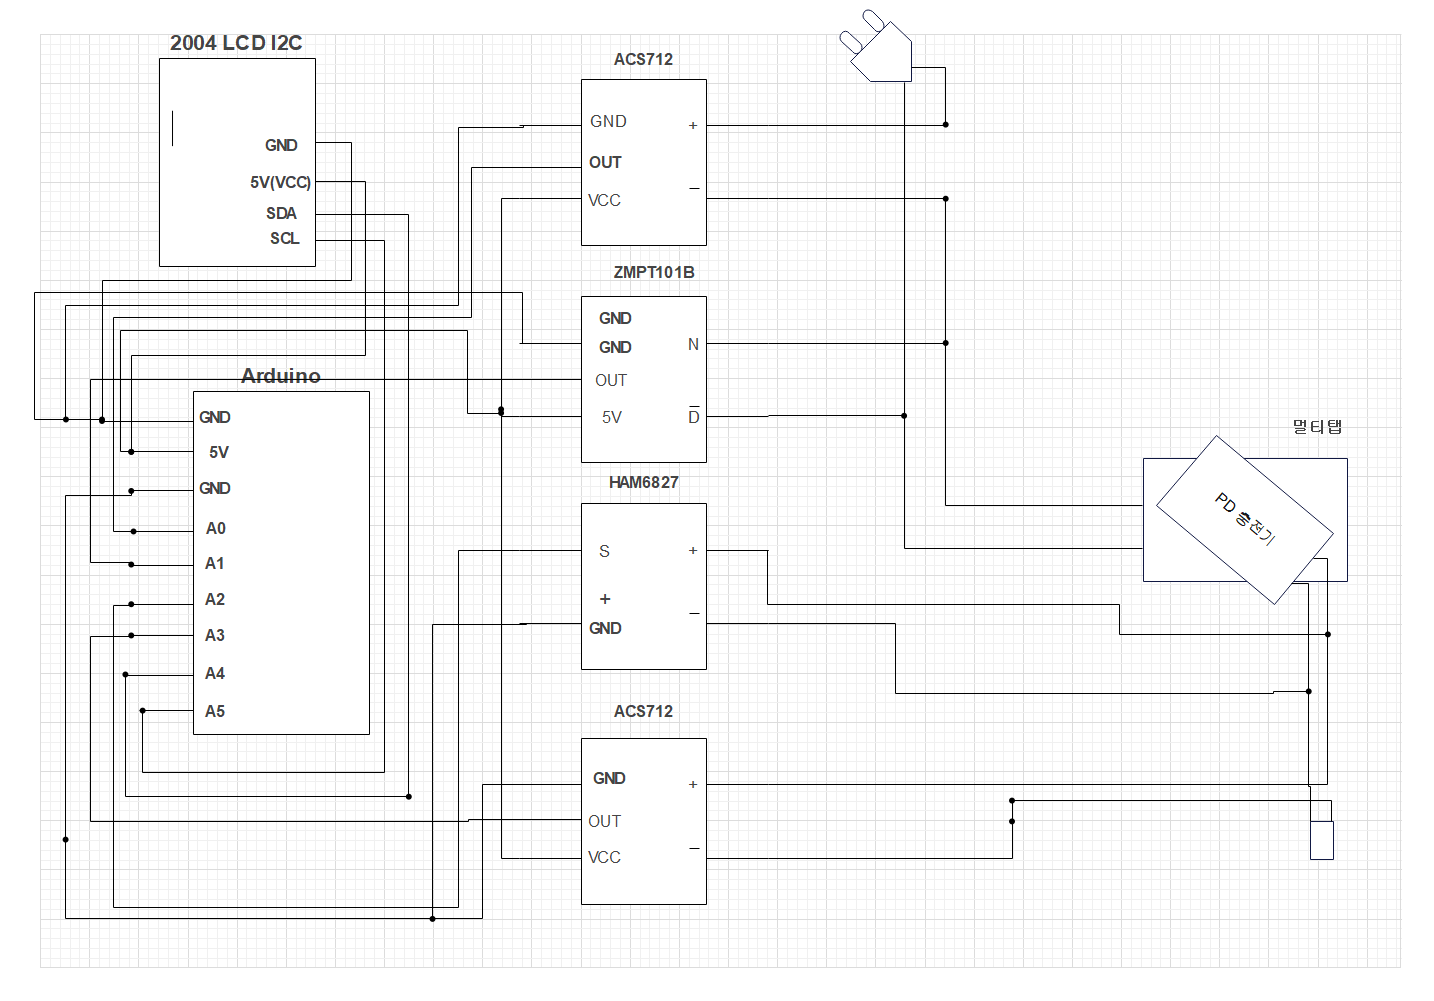 2004 LCD I2C
GND
5V(VCC)
SDA
SCL
ACS712
GND
OUT
VCC
+
–
ZMPT101B
GND
GND
OUT
5V
N
D
Arduino
GND
5V
GND
A0
A1
A2
A3
A4
A5
HAM6827
S
+
GND
+
–
ACS712
GND
OUT
VCC
+
–
멀티탭
PD 충전기